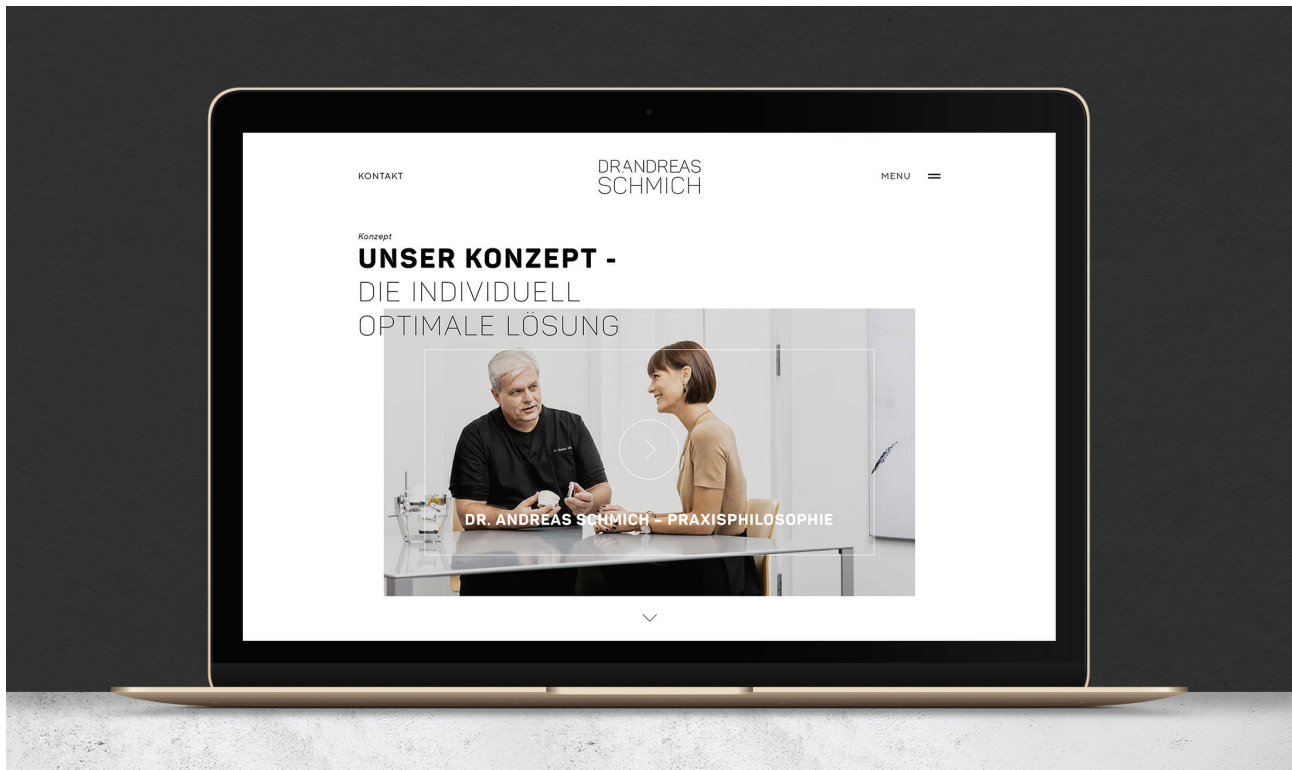 KONTAKT
DR.ANDREAS
SCHMICH
MENU
Konzept
UNSER KONZEPT -
DIE INDIVIDUELL
OPTIMALE LÖSUNG
DR. ANDREAS SCHMICH – PRAXISPHILOSOPHIE